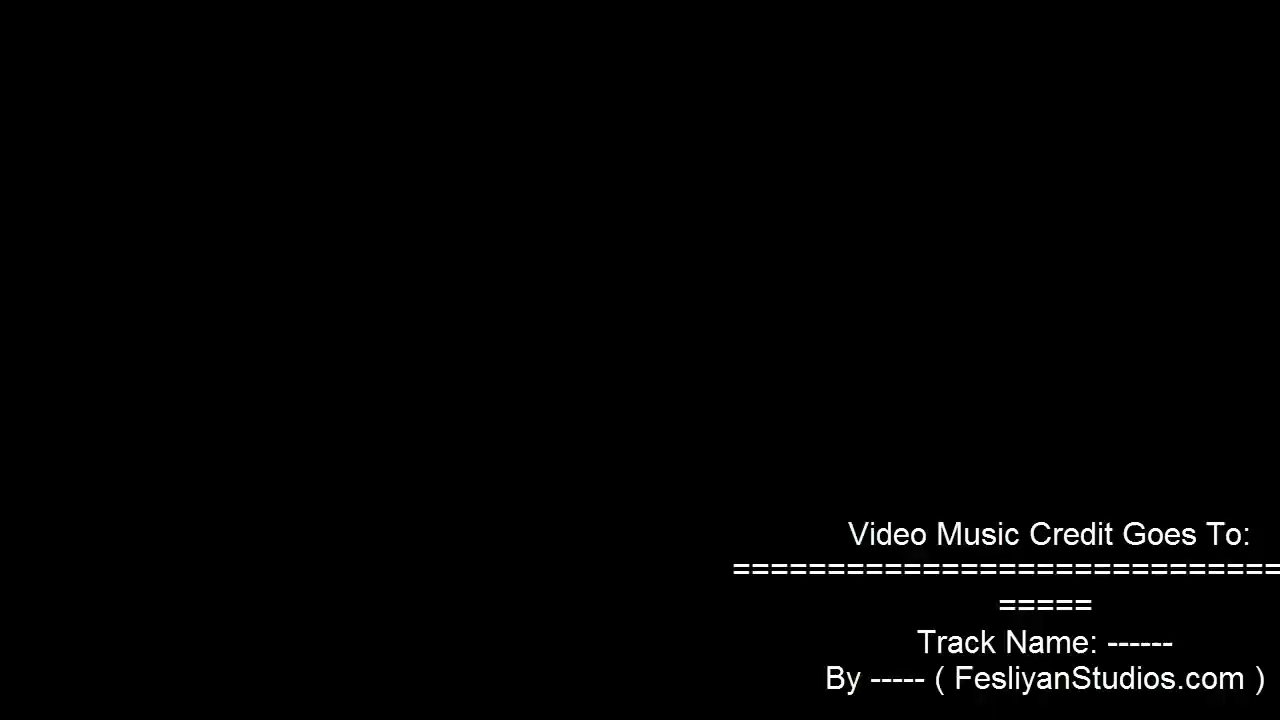 Video Music Credit Goes To:
=============================
=====
Track Name: ------
By ----- ( FesliyanStudios.com )